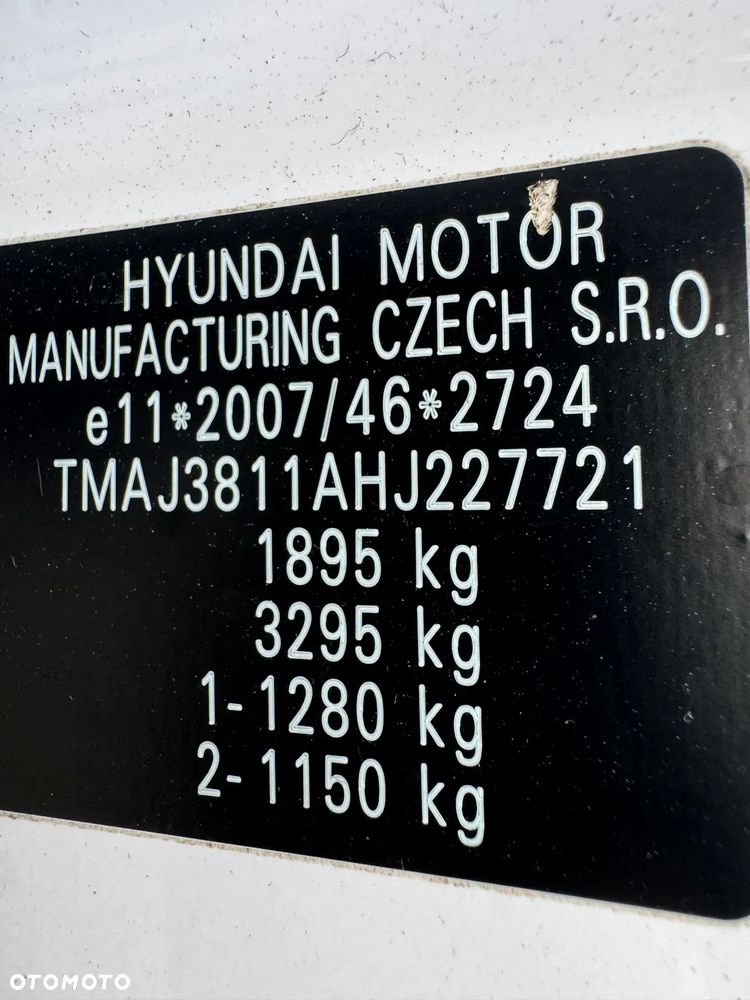 HYUNDAI MOTOR
MANUFACTURING CZECH S.R.O.
e11*2007/46*2724
TMAJ3811AHJ227721
1895 kg
3295 kg
1-1280 kg
2-1150 kg
OTOMOTO